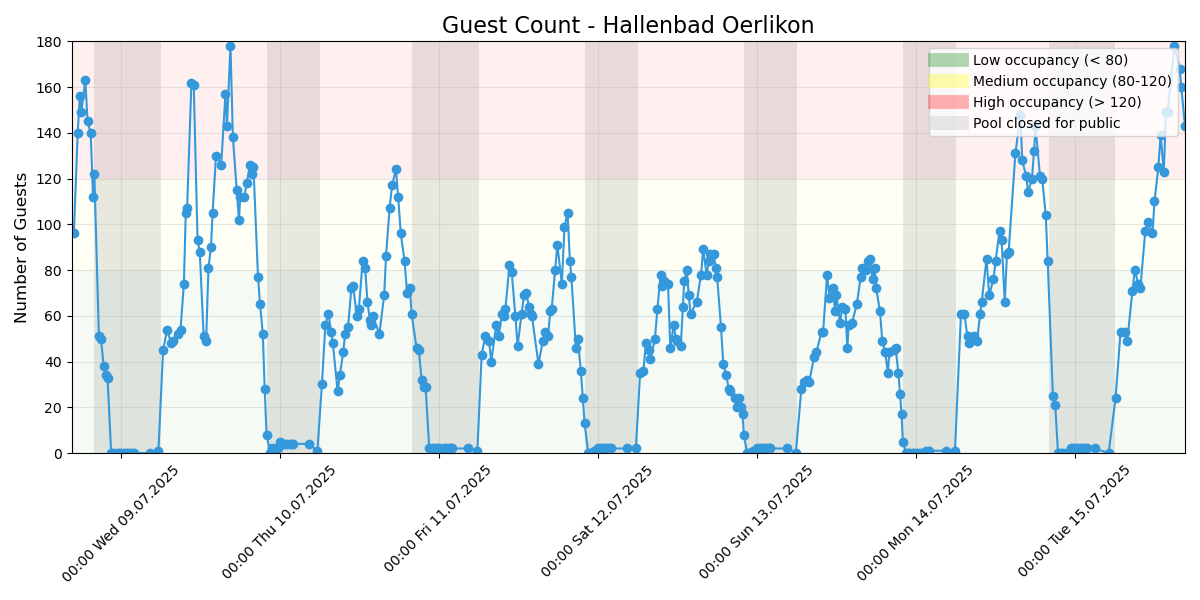 Guest Count - Hallenbad Oerlikon
Number of Guests
180
160
140
120
100
80
60
40
20
0
Low occupancy (< 80)
Medium occupancy (80-120)
High occupancy (> 120)
Pool closed for public
00:00 Wed 09.07.2025
00:00 Thu 10.07.2025
00:00 Fri 11.07.2025
00:00 Sat 12.07.2025
00:00 Sun 13.07.2025
00:00 Mon 14.07.2025
00:00 Tue 15.07.2025